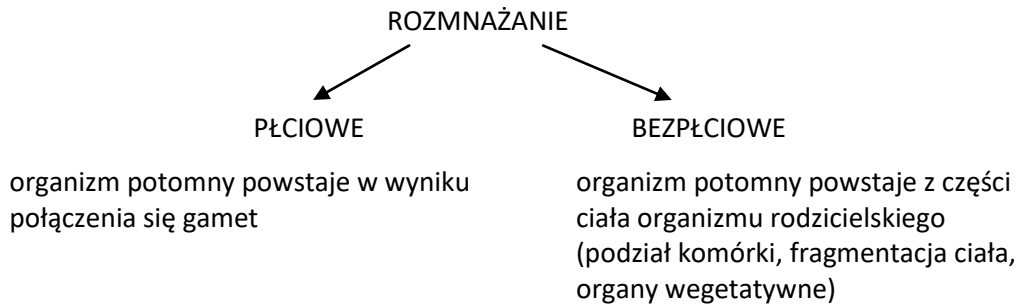 ROZMNAŻANIE
PŁCIOWE
BEZPŁCIOWE
organizm potomny powstaje w wyniku
połączenia się gamet
organizm potomny powstaje z części
ciała organizmu rodzicielskiego
(podział komórki, fragmentacja ciała,
organy wegetatywne)